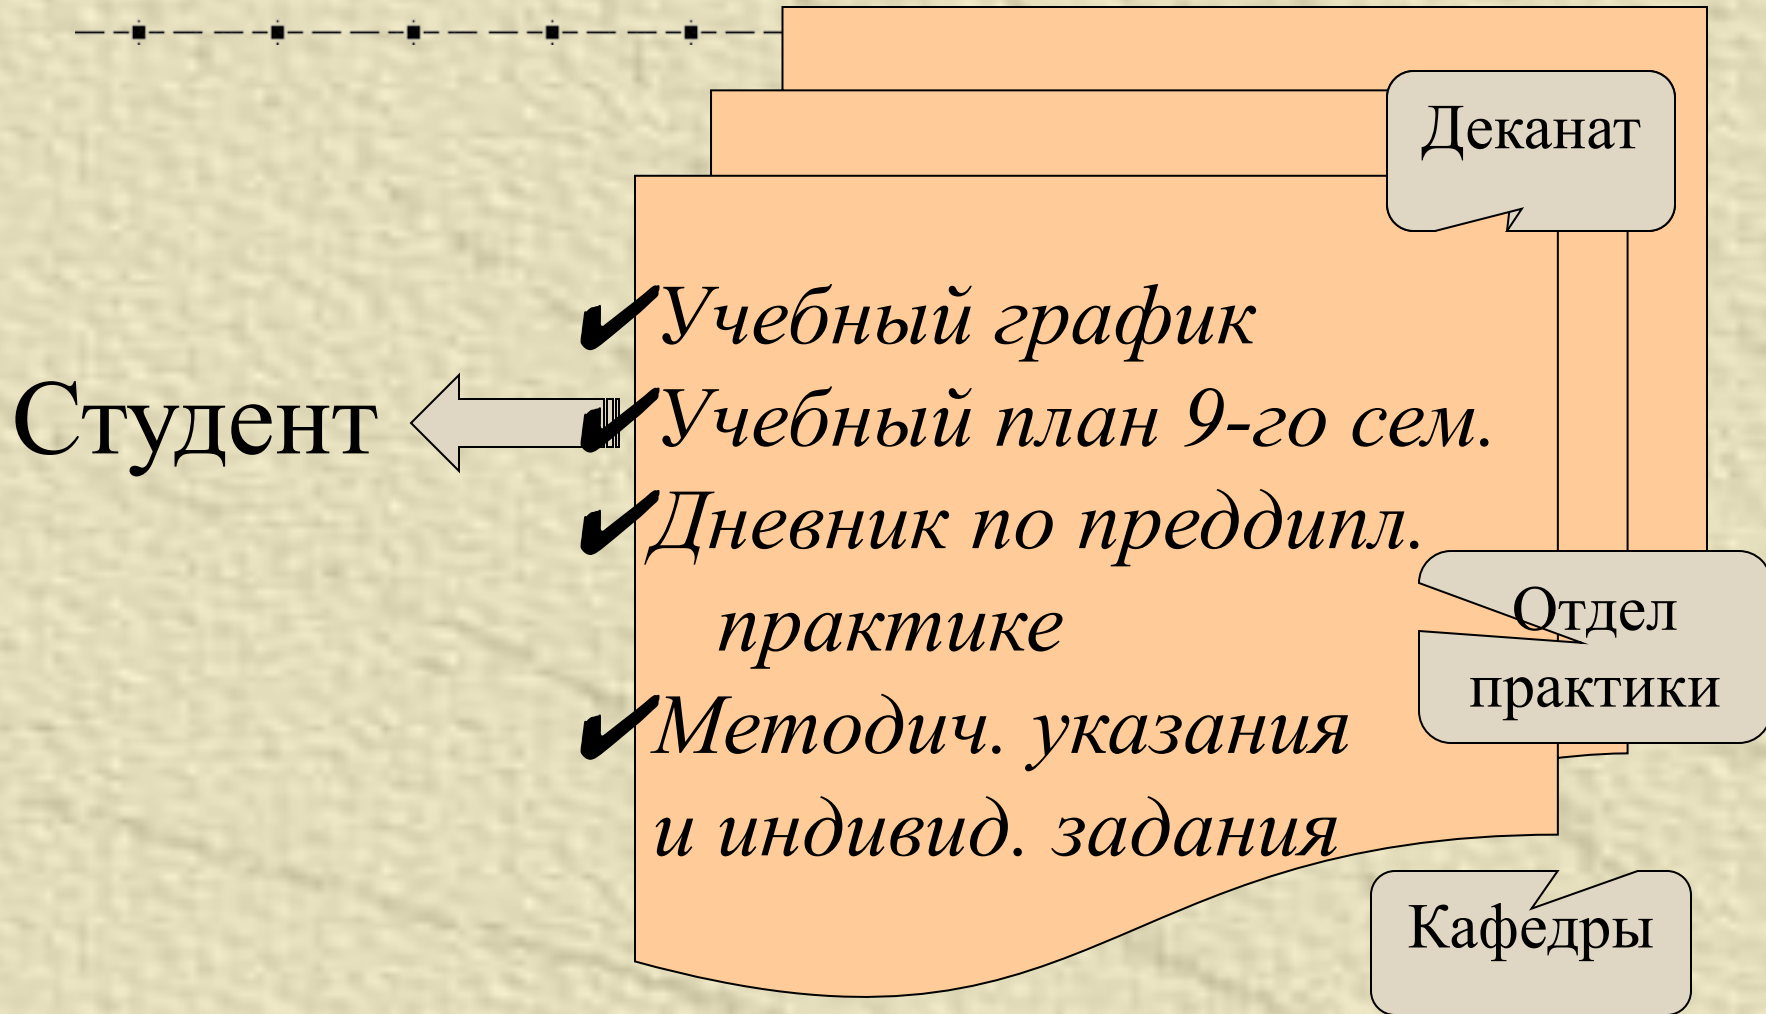 Деканат
✔Учебный график
Студент
✔Учебный план 9-го сем.
✔Дневник по преддипл.
практике
Отдел
практики
✔Методич. указания
и индивид. задания
Кафедры